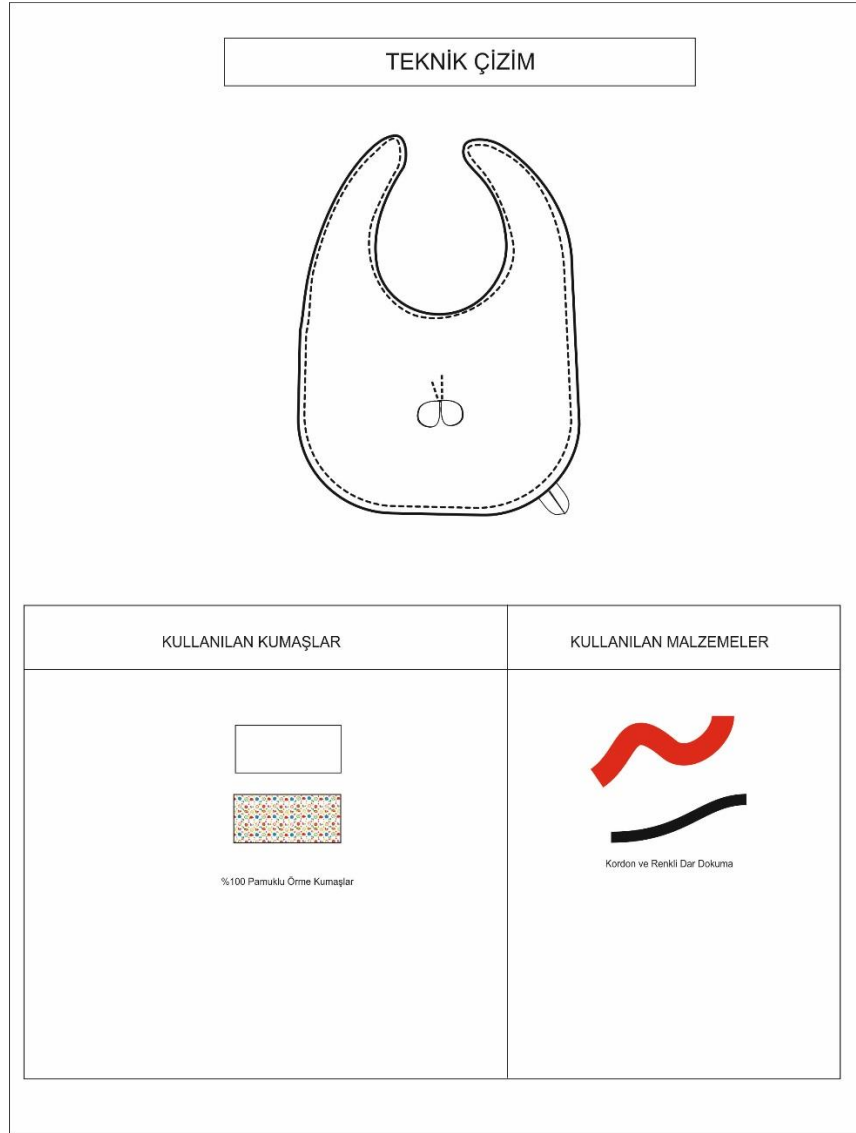 TEKNİK ÇİZİM
KULLANILAN KUMAŞLAR
KULLANILAN MALZEMELER
%100 Pamuklu Örme Kumaşlar
Kordon ve Renkli Dar Dokuma